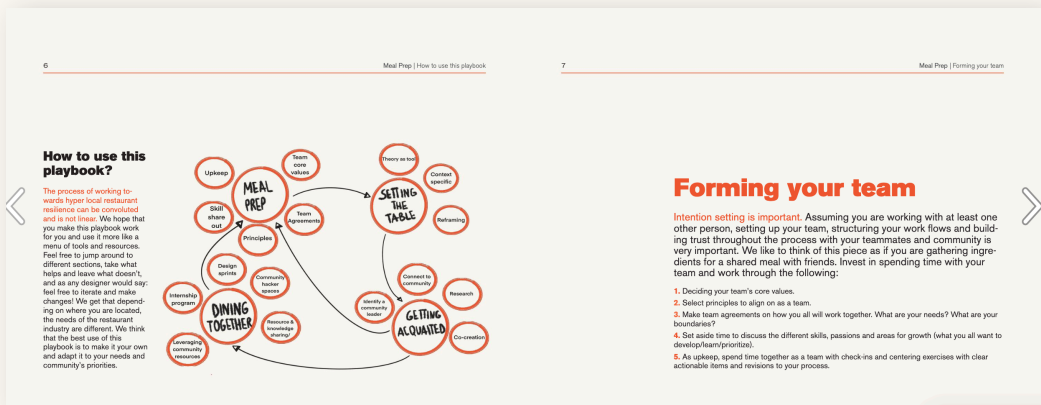 6
Meal Prep | How to use this playbook
How to use this
playbook?
The process of working to-
wards hyper local restaurant
resilience can be convoluted
and is not linear. We hope that
you make this playbook work
for you and use it more like a
menu of tools and resources.
Feel free to jump around to
different sections, take what
helps and leave what doesn't,
and as any designer would say:
feel free to iterate and make
changes! We get that depend-
ing on where you are located,
the needs of the restaurant
industry are different. We think
that the best use of this
playbook is to make it your own
and adapt it to your needs and
community's priorities.
Upkeep
Team
core
values
MEAL
PREP
Skill
share
out
Team
Agreements
Principles
Theory as tool
Context
specific
SETTING
THE
TABLE
Reframing
Design
sprints
Community
hacker
spaces
Internship
program
DINING
TOGETHER
Resource &
knowledge
sharing/
Leveraging
community
resources
Connect to
community
Research
Identify a
community
leader
GETTING
ACQUAITED
Co-creation
7
Meal Prep | Forming your team
Forming your team
Intention setting is important. Assuming you are working with at least one
other person, setting up your team, structuring your work flows and build-
ing trust throughout the process with your teammates and community is
very important. We like to think of this piece as if you are gathering ingre-
dients for a shared meal with friends. Invest in spending time with your
team and work through the following:
1. Deciding your team's core values.
2. Select principles to align on as a team.
3. Make team agreements on how you all will work together. What are your needs? What are your
boundaries?
4. Set aside time to discuss the different skills, passions and areas for growth (what you all want to
develop/learn/prioritize).
5. As upkeep, spend time together as a team with check-ins and centering exercises with clear
actionable items and revisions to your process.